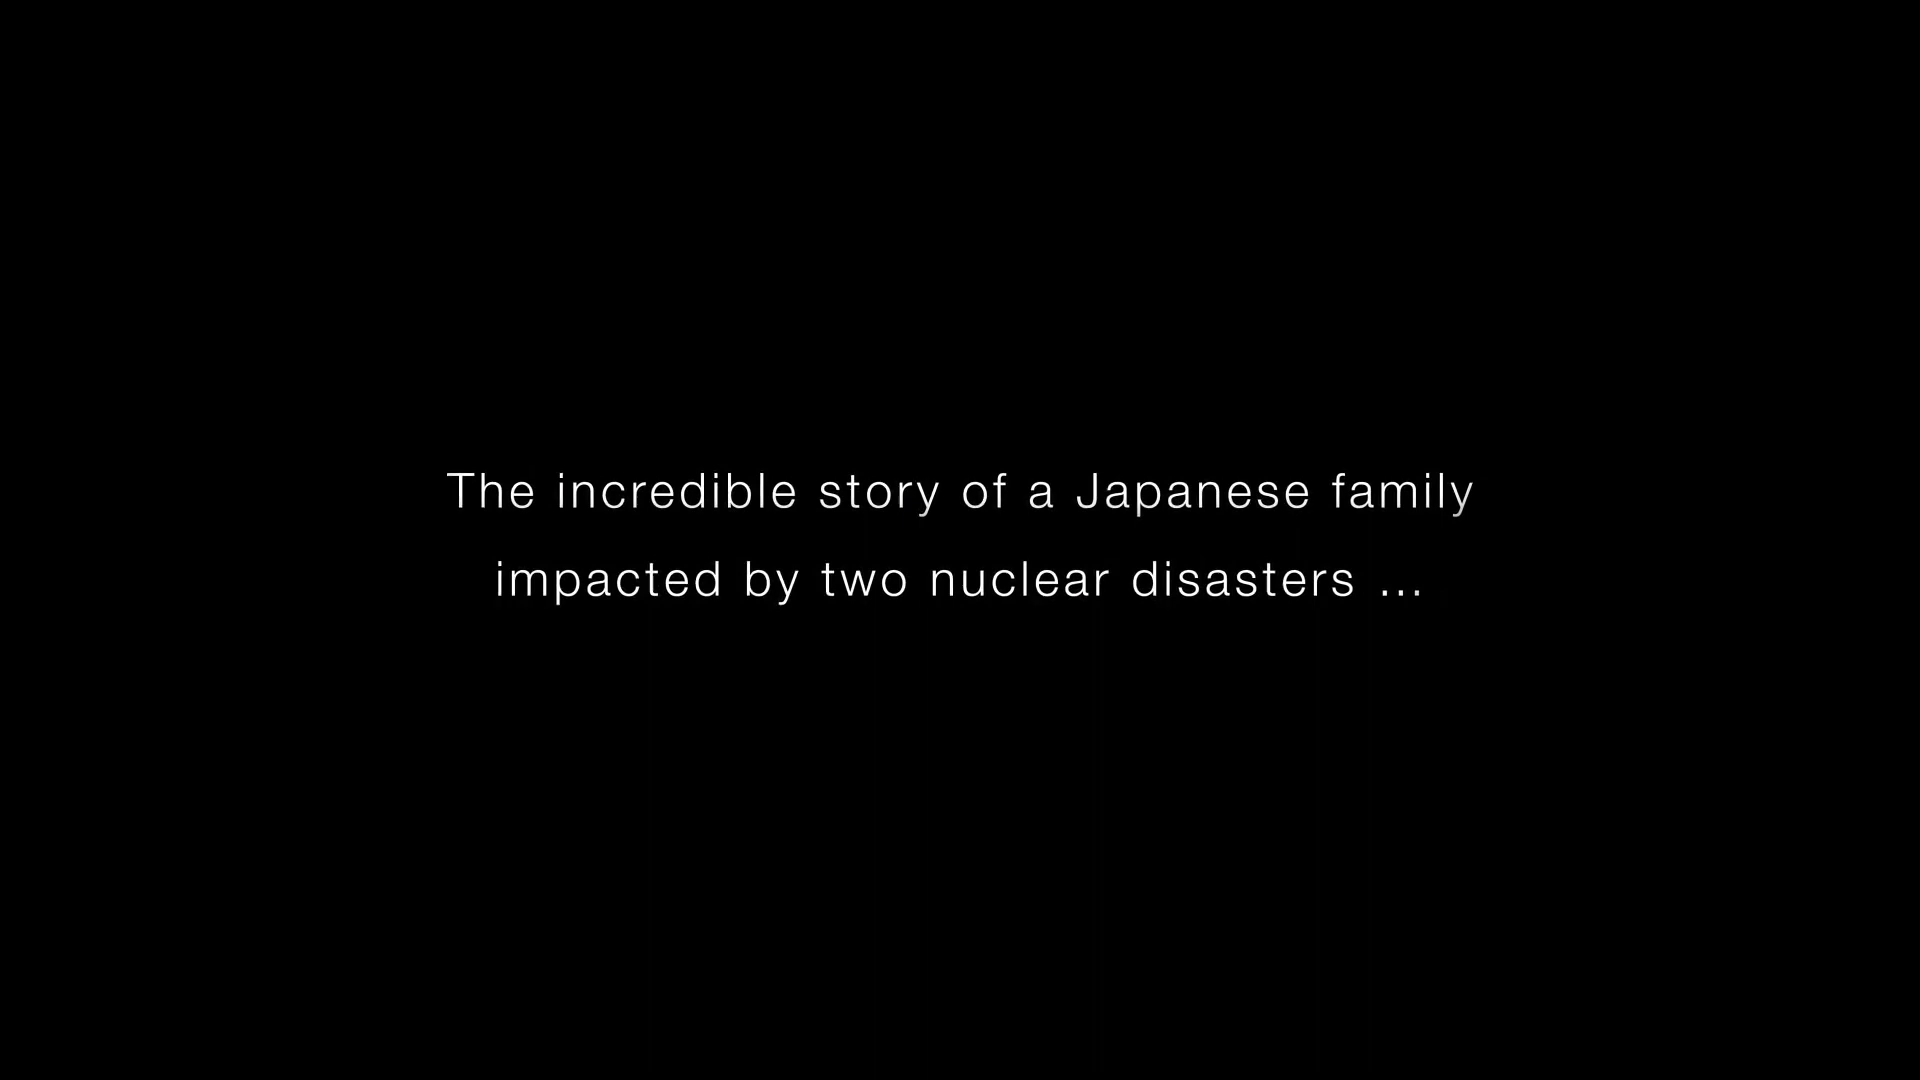 The incredible story of a Japanese family
impacted by two nuclear disasters ...